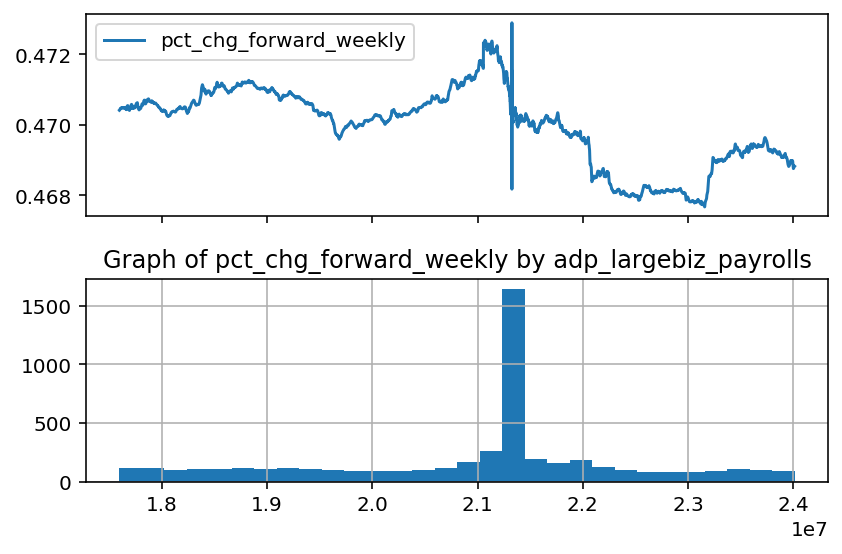 pct_chg_forward_weekly
0.472
0.470
0.468
Graph of pct_chg_forward_weekly by adp_largebiz_payrolls
1500
1000
500
0
1.8 1.9 2.0 2.1 2.2 2.3 2.4
1e7